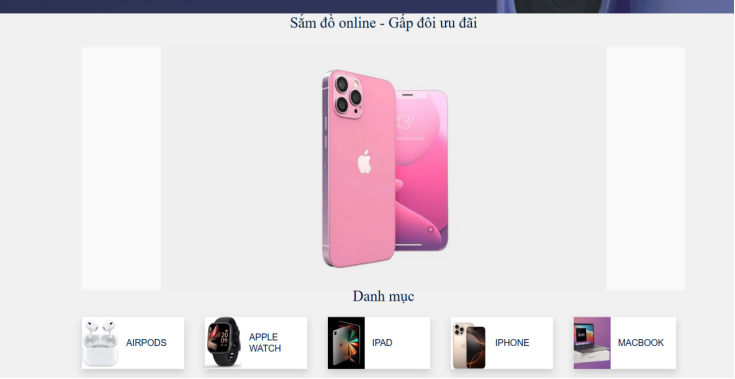 Sắm đồ online - Gấp đôi ưu đãi
Danh mục
AIRPODS
APPLE
WATCH
IPAD
IPHONE
MACBOOK